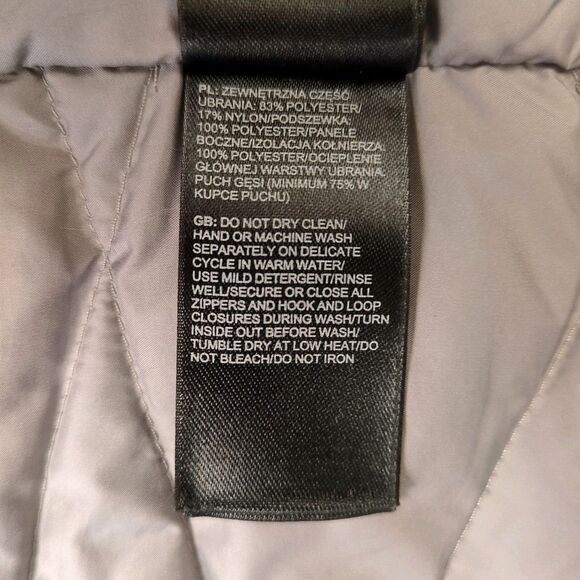 PL: ZEWNĘTRZNA CZĘŚĆ
UBRANIA: 83% POLYESTER/
17% NYLON/PODSZEWKA:
100% POLYESTER/PANELE
BOCZNE/IZOLACJA KOŁNIERZA:
100% POLYESTER/OCIEPLENIE
GŁÓWNEJ WARSTWY UBRANIA:
PUCH GĘSI (MINIMUM 75% W
KUPCE PUCHU)
GB: DO NOT DRY CLEAN/
HAND OR MACHINE WASH
SEPARATELY ON DELICATE
CYCLE IN WARM WATER/
USE MILD DETERGENT/RINSE
WELL/SECURE OR CLOSE ALL
ZIPPERS AND HOOK AND LOOP
CLOSURES DURING WASH/TURN
INSIDE OUT BEFORE WASH/
TUMBLE DRY AT LOW HEAT/DO
NOT BLEACH/DO NOT IRON